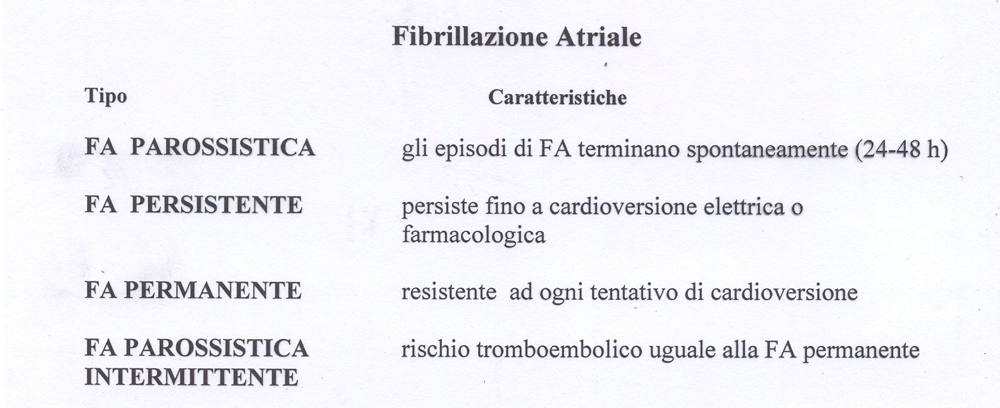 Fibrillazione Atriale
Tipo Caratteristiche
FA PAROSSISTICA gli episodi di FA terminano spontaneamente (24-48 h)
FA PERSISTENTE persiste fino a cardioversione elettrica o
farmacologica
FA PERMANENTE resistente ad ogni tentativo di cardioversione
FA PAROSSISTICA rischio tromboembolico uguale alla FA permanente
INTERMITTENTE